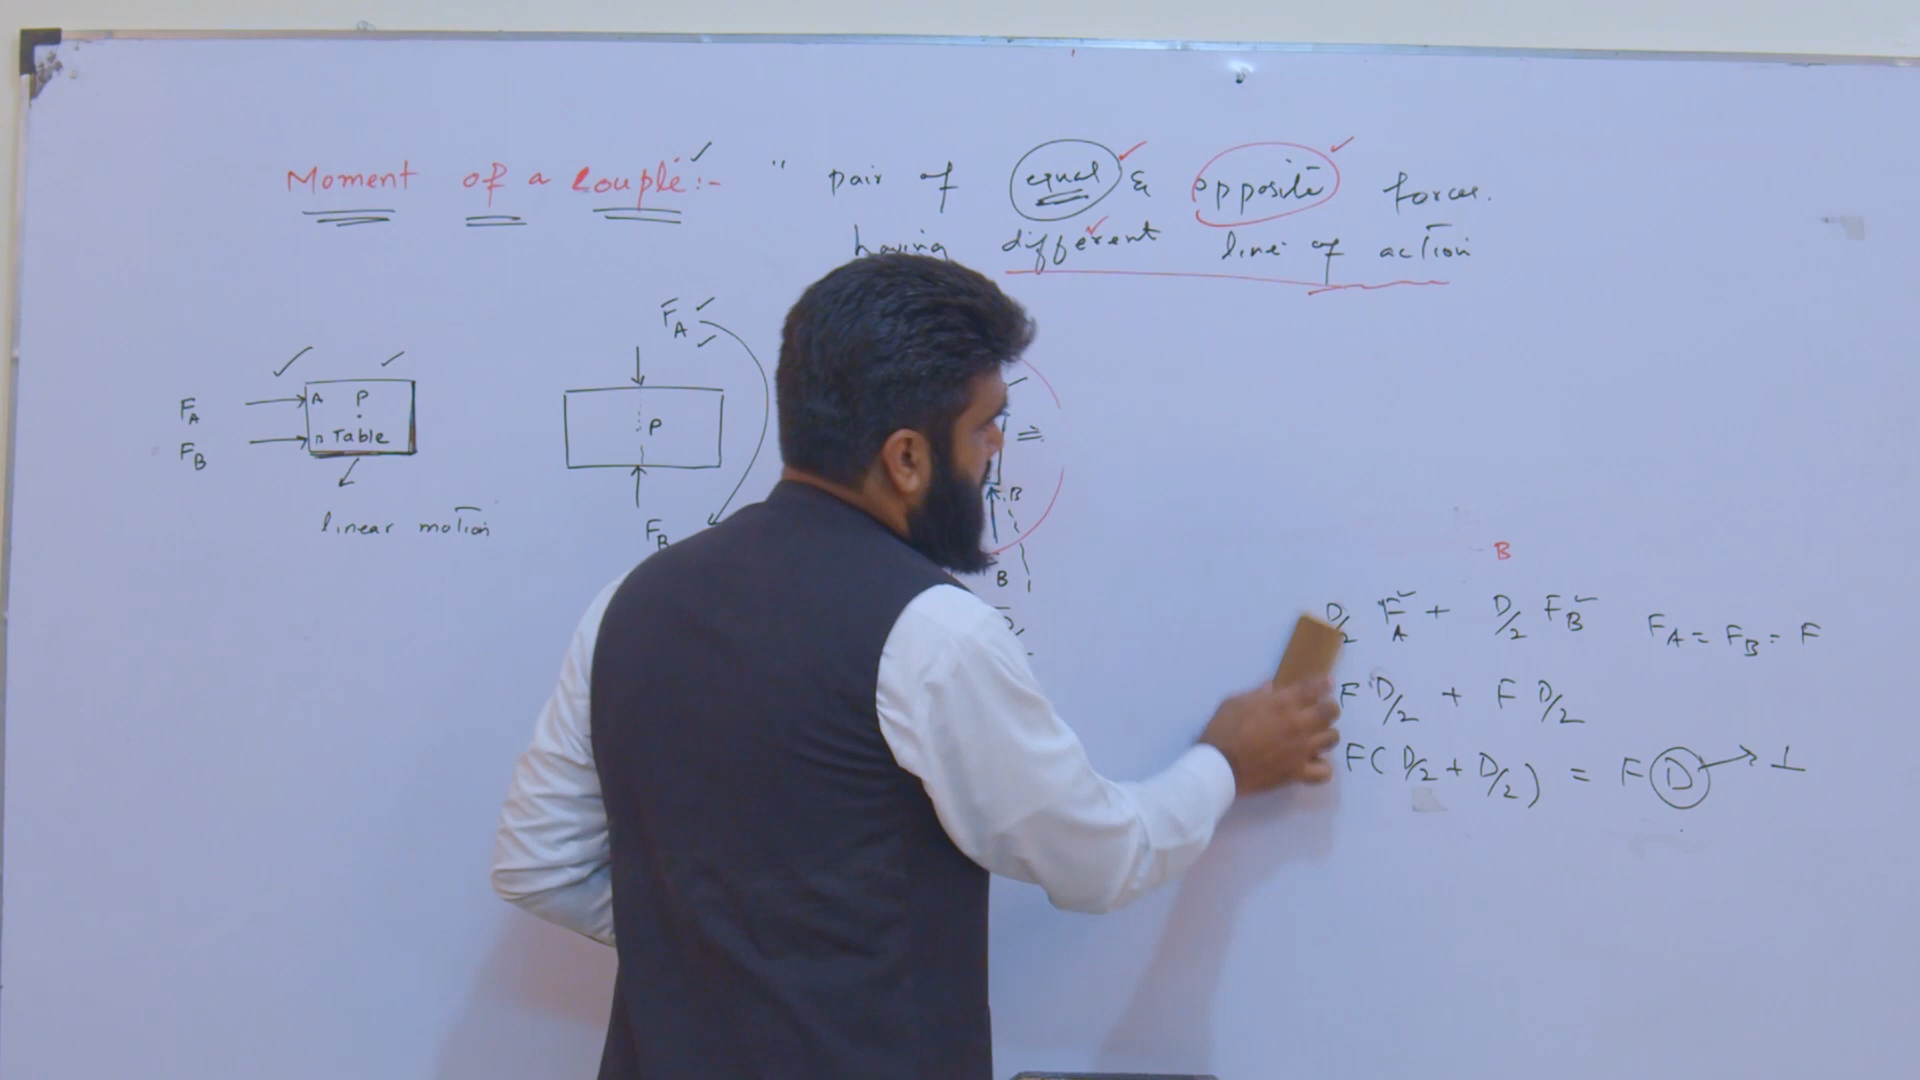 Moment of a Couple:- " pair of equal & opposite forces.
having different line of action
F_A
F_A
F_B
A P
B Table
linear motion
P
F_B
B
B
B
D/2 F_A + D/2 F_B F_A = F_B = F
F D/2 + F D/2
F( D/2 + D/2 ) = F D → ⊥